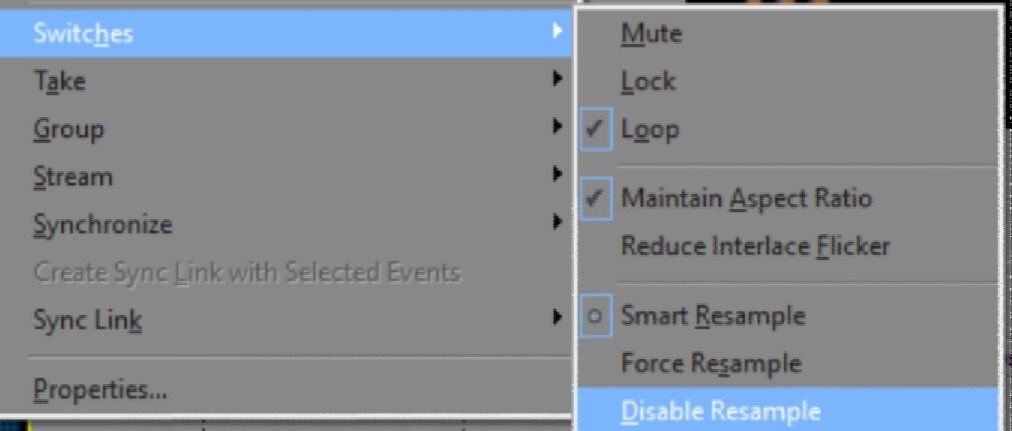 Switches
Take
Group
Stream
Synchronize
Create Sync Link with Selected Events
Sync Link
Properties...
Mute
Lock
Loop
Maintain Aspect Ratio
Reduce Interlace Flicker
Smart Resample
Force Resample
Disable Resample